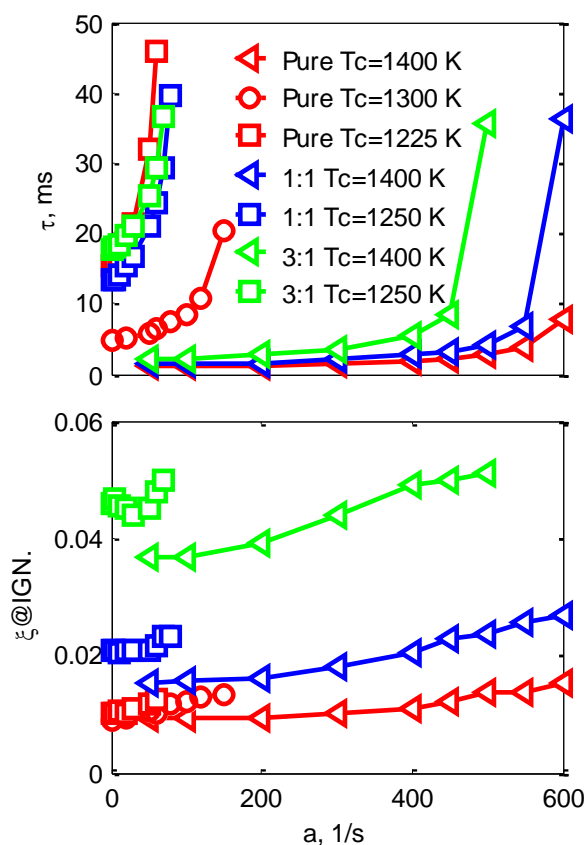 50
40
30
20
10
0
τ, ms
Pure Tc=1400 K
Pure Tc=1300 K
Pure Tc=1225 K
1:1 Tc=1400 K
1:1 Tc=1250 K
3:1 Tc=1400 K
3:1 Tc=1250 K
0.06
0.04
0.02
0
ξ@IGN.
0 200 400 600
a, 1/s